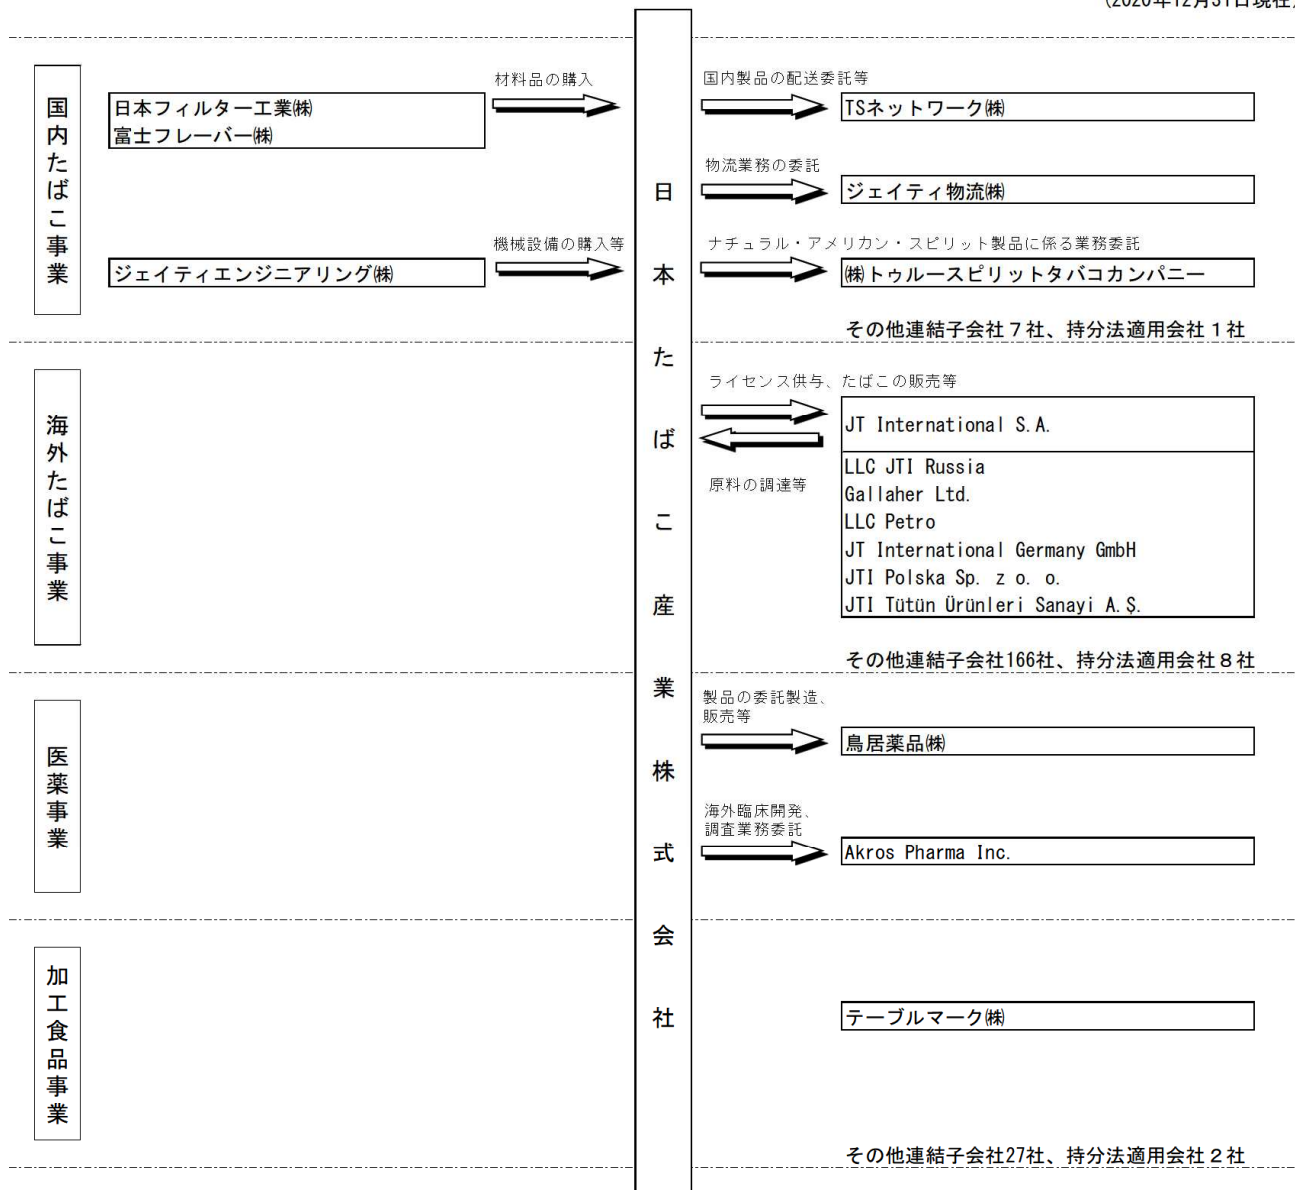 (2020年12月31日現在)
国内たばこ事業
材料品の購入
日本フィルター工業㈱
富士フレーバー㈱
機械設備の購入等
ジェイティエンジニアリング㈱
日本たばこ産業株式会社
国内製品の配送委託等
TSネットワーク㈱
物流業務の委託
ジェイティ物流㈱
ナチュラル・アメリカン・スピリット製品に係る業務委託
㈱トゥルースピリットタバコカンパニー
その他連結子会社７社、持分法適用会社１社
海外たばこ事業
ライセンス供与、たばこの販売等
JT International S.A.
原料の調達等
LLC JTI Russia
Gallaher Ltd.
LLC Petro
JT International Germany GmbH
JTI Polska Sp. z o. o.
JTI Tütün Ürünleri Sanayi A.Ş.
その他連結子会社166社、持分法適用会社８社
医薬事業
製品の委託製造、
販売等
鳥居薬品㈱
海外臨床開発、
調査業務委託
Akros Pharma Inc.
加工食品事業
テーブルマーク㈱
その他連結子会社27社、持分法適用会社２社